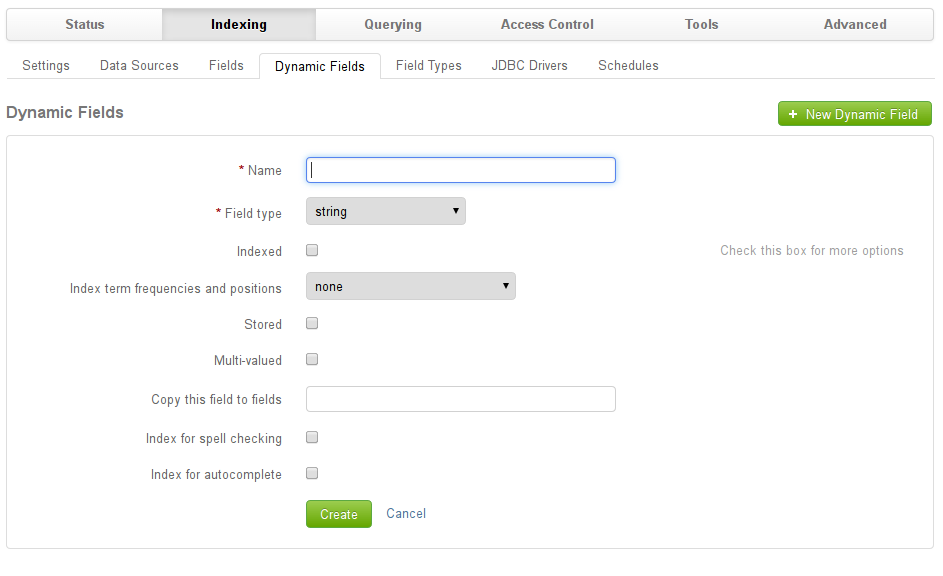 Status Indexing Querying Access Control Tools Advanced
Settings Data Sources Fields Dynamic Fields Field Types JDBC Drivers Schedules
Dynamic Fields + New Dynamic Field
* Name
* Field type string
Indexed Check this box for more options
Index term frequencies and positions none
Stored
Multi-valued
Copy this field to fields
Index for spell checking
Index for autocomplete
Create Cancel